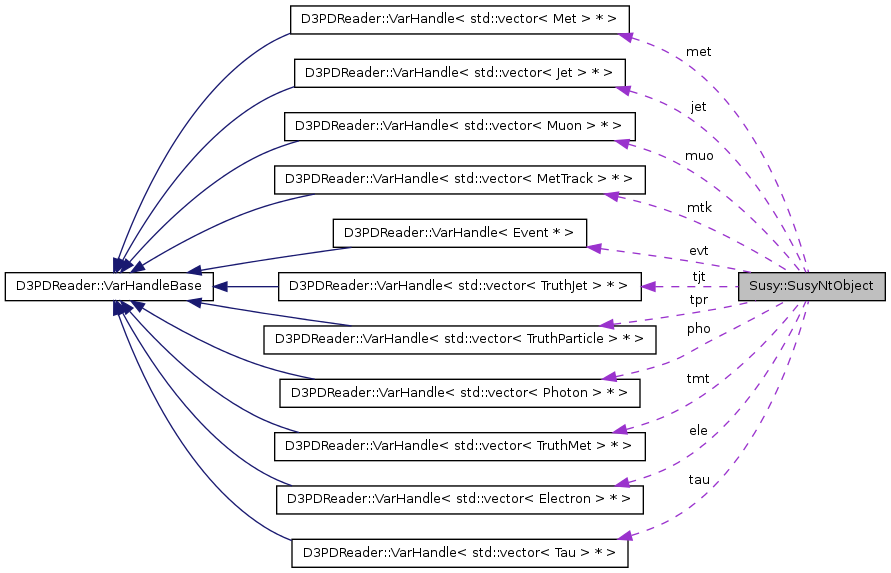 D3PDReader::VarHandle< std::vector< Met > * >
met
D3PDReader::VarHandle< std::vector< Jet > * >
jet
D3PDReader::VarHandle< std::vector< Muon > * >
muo
D3PDReader::VarHandle< std::vector< MetTrack > * >
mtk
D3PDReader::VarHandle< Event * >
evt
D3PDReader::VarHandleBase
D3PDReader::VarHandle< std::vector< TruthJet > * >
tjt
Susy::SusyNtObject
D3PDReader::VarHandle< std::vector< TruthParticle > * >
tpr
D3PDReader::VarHandle< std::vector< Photon > * >
pho
D3PDReader::VarHandle< std::vector< TruthMet > * >
tmt
D3PDReader::VarHandle< std::vector< Electron > * >
ele
D3PDReader::VarHandle< std::vector< Tau > * >
tau